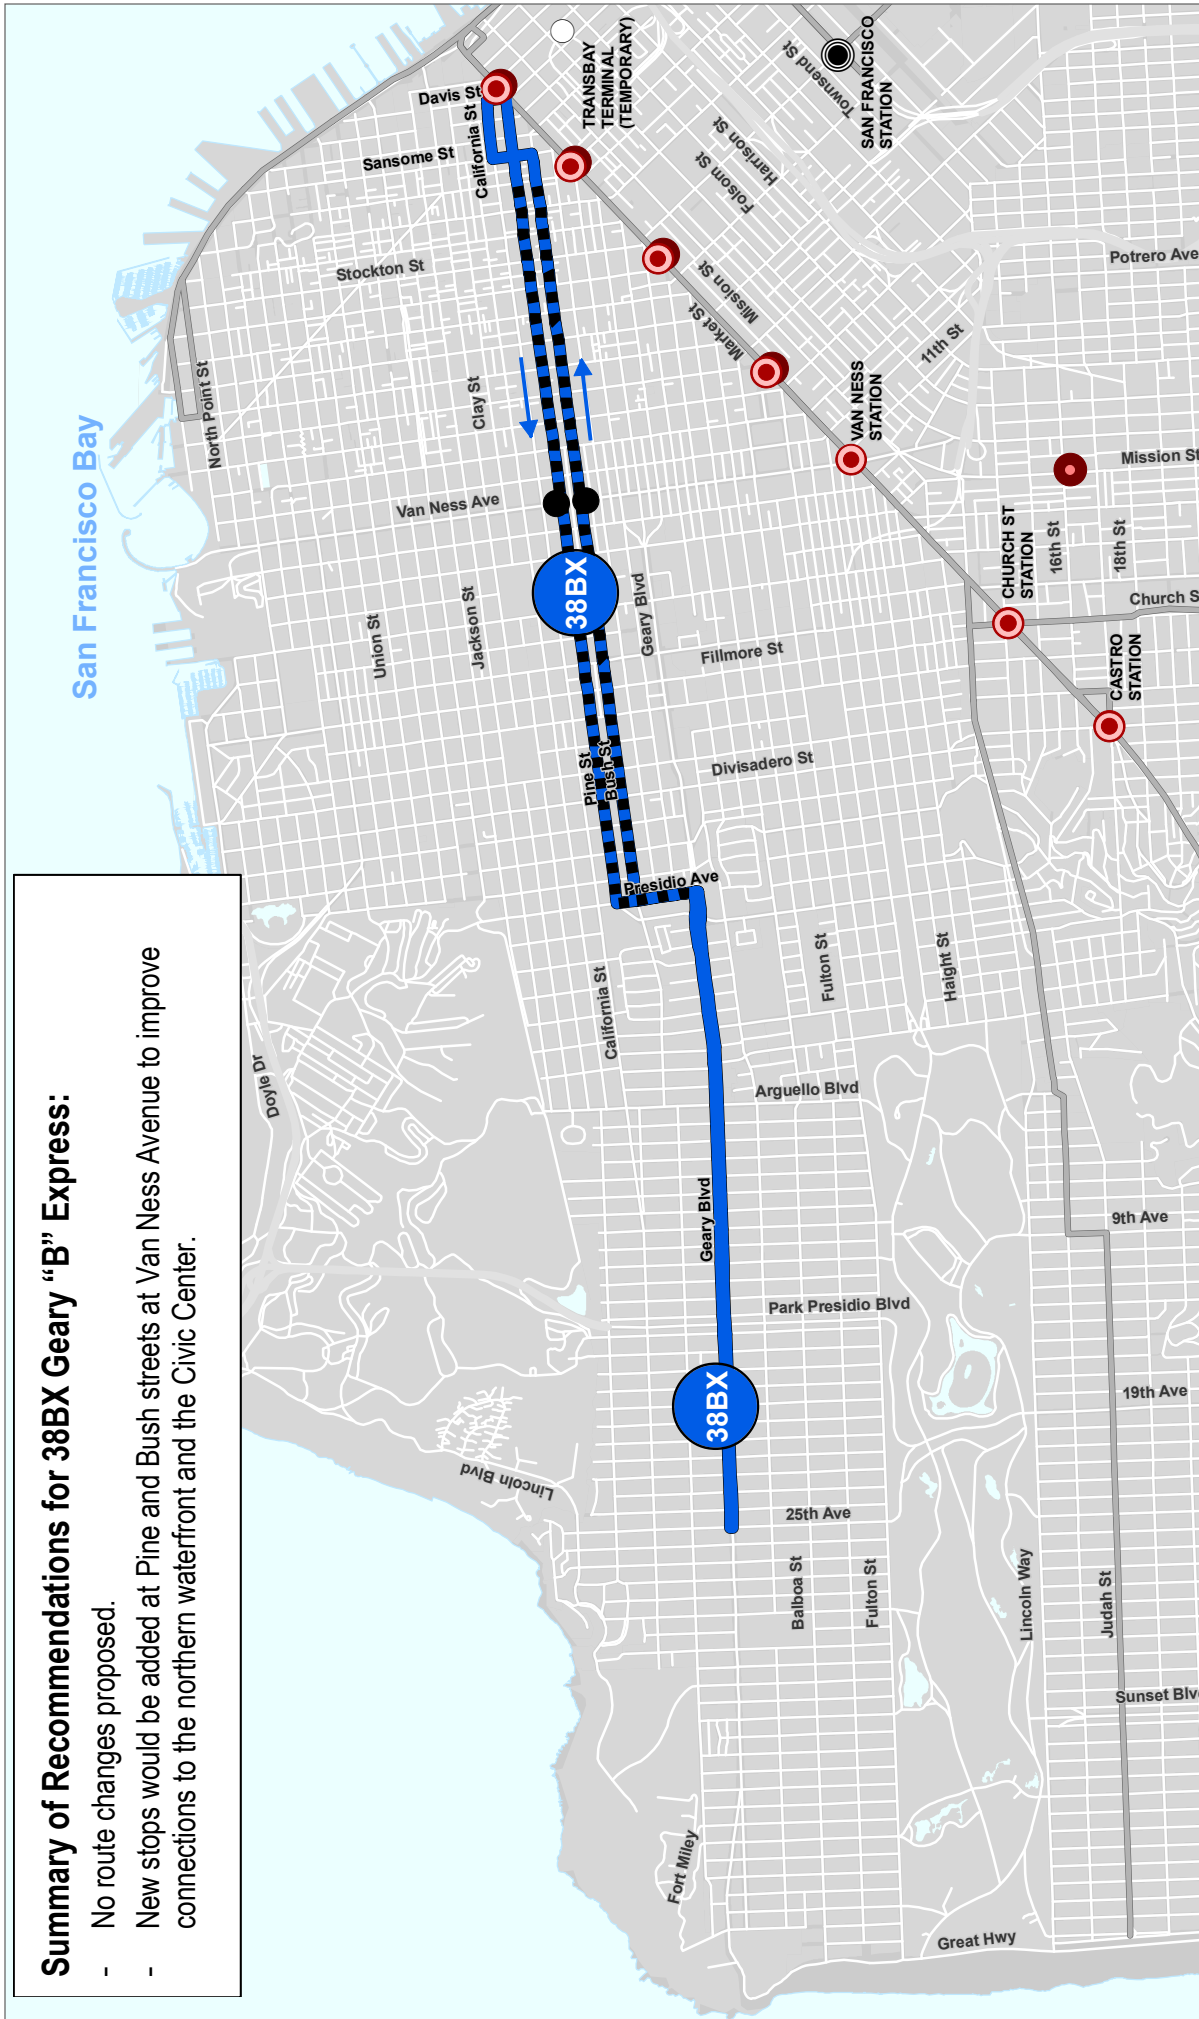 Summary of Recommendations for 38BX Geary “B” Express:
- No route changes proposed.
- New stops would be added at Pine and Bush streets at Van Ness Avenue to improve
connections to the northern waterfront and the Civic Center.
San Francisco Bay
Doyle Dr
Lincoln Blvd
North Point St
Union St
Jackson St
Clay St
Van Ness Ave
Stockton St
Sansome St
California St
Davis St
TRANSBAY
TERMINAL
(TEMPORARY)
Townsend St
SAN FRANCISCO
STATION
Harrison St
Folsom St
Mission St
Market St
11th St
Potrero Ave
VAN NESS
STATION
Mission St
16th St
18th St
CHURCH ST
STATION
Church S
CASTRO
STATION
38BX
Geary Blvd
Fillmore St
Divisadero St
Pine St
Bush St
Presidio Ave
California St
Fulton St
Haight St
Arguello Blvd
Geary Blvd
9th Ave
Park Presidio Blvd
38BX
19th Ave
25th Ave
Balboa St
Fulton St
Lincoln Way
Judah St
Sunset Blv
Fort Miley
Great Hwy